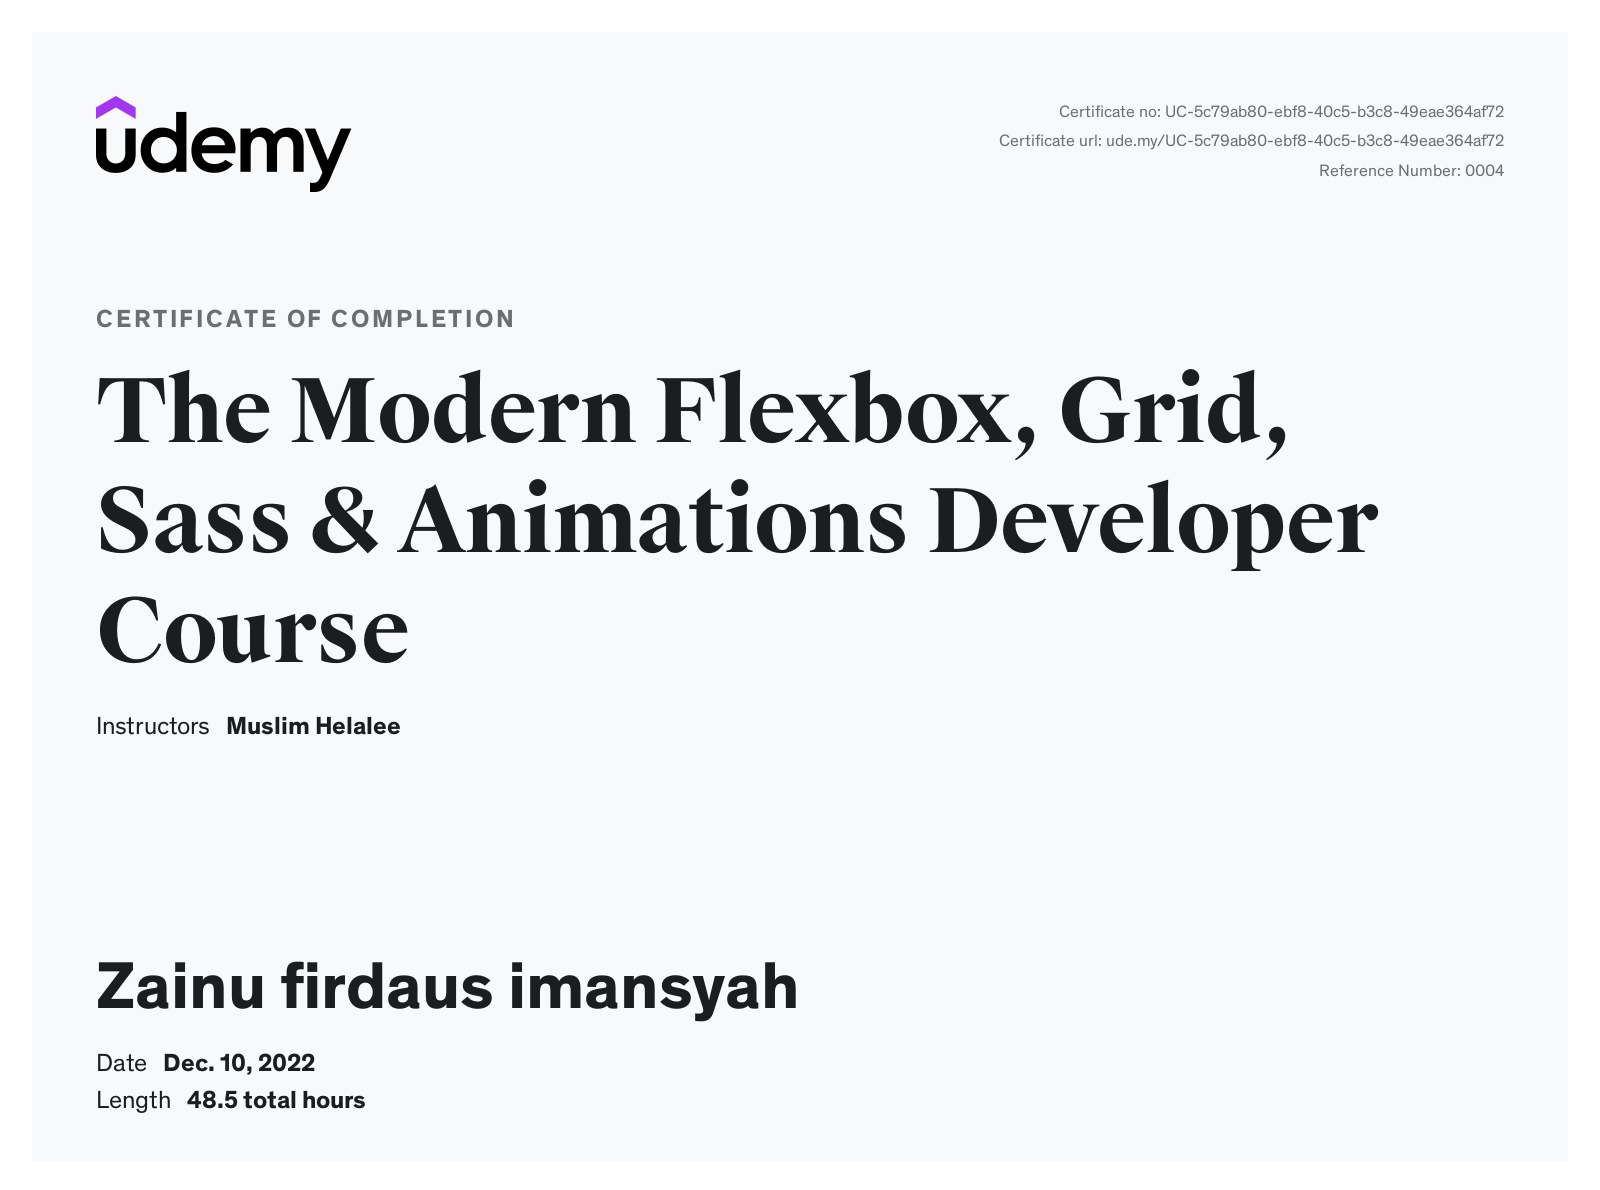 udemy
Certificate no: UC-5c79ab80-ebf8-40c5-b3c8-49eae364af72
Certificate url: ude.my/UC-5c79ab80-ebf8-40c5-b3c8-49eae364af72
Reference Number: 0004
CERTIFICATE OF COMPLETION
The Modern Flexbox, Grid,
Sass & Animations Developer
Course
Instructors Muslim Helalee
Zainu firdaus imansyah
Date Dec. 10, 2022
Length 48.5 total hours